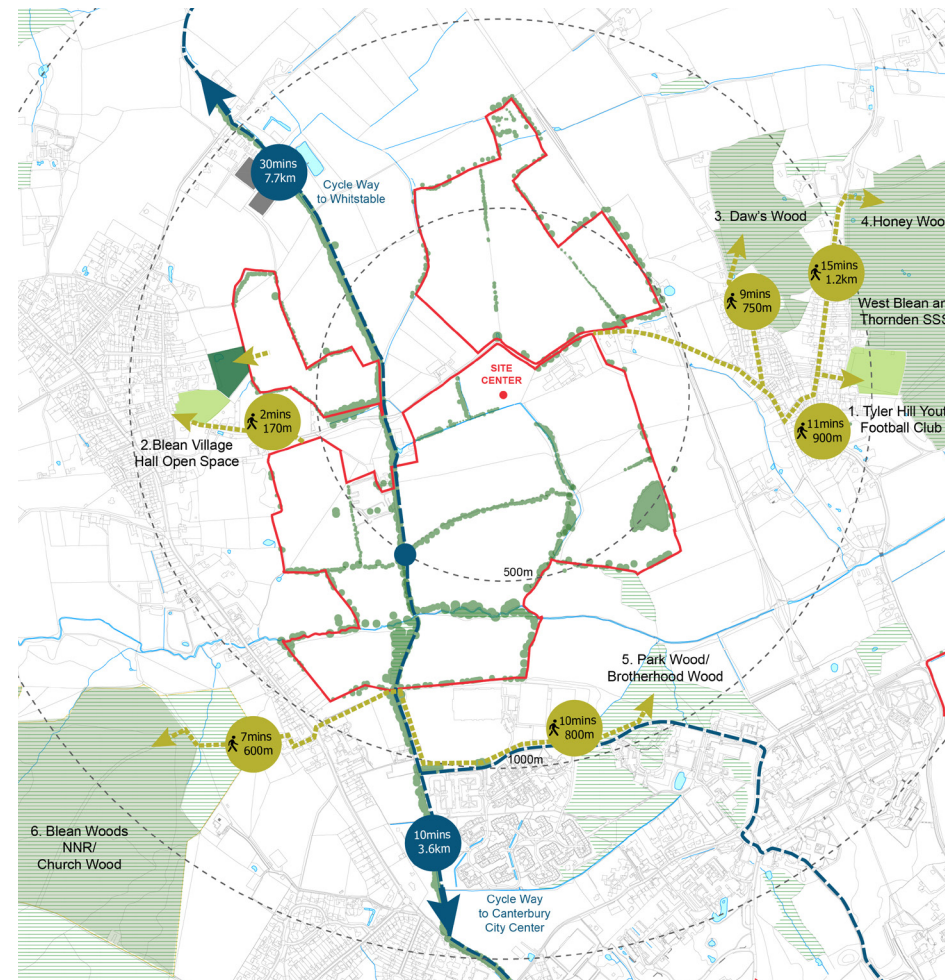 30mins
7.7km
Cycle Way
to Whitstable
3. Daw's Wood
4.Honey Woo
15mins
1.2km
9mins
750m
West Blean an
Thornden SSS
SITE
CENTER
2mins
170m
2.Blean Village
Hall Open Space
1. Tyler Hill Yout
Football Club
11mins
900m
500m
5. Park Wood/
Brotherhood Wood
7mins
600m
10mins
800m
1000m
6. Blean Woods
NNR/
Church Wood
10mins
3.6km
Cycle Way
to Canterbury
City Center